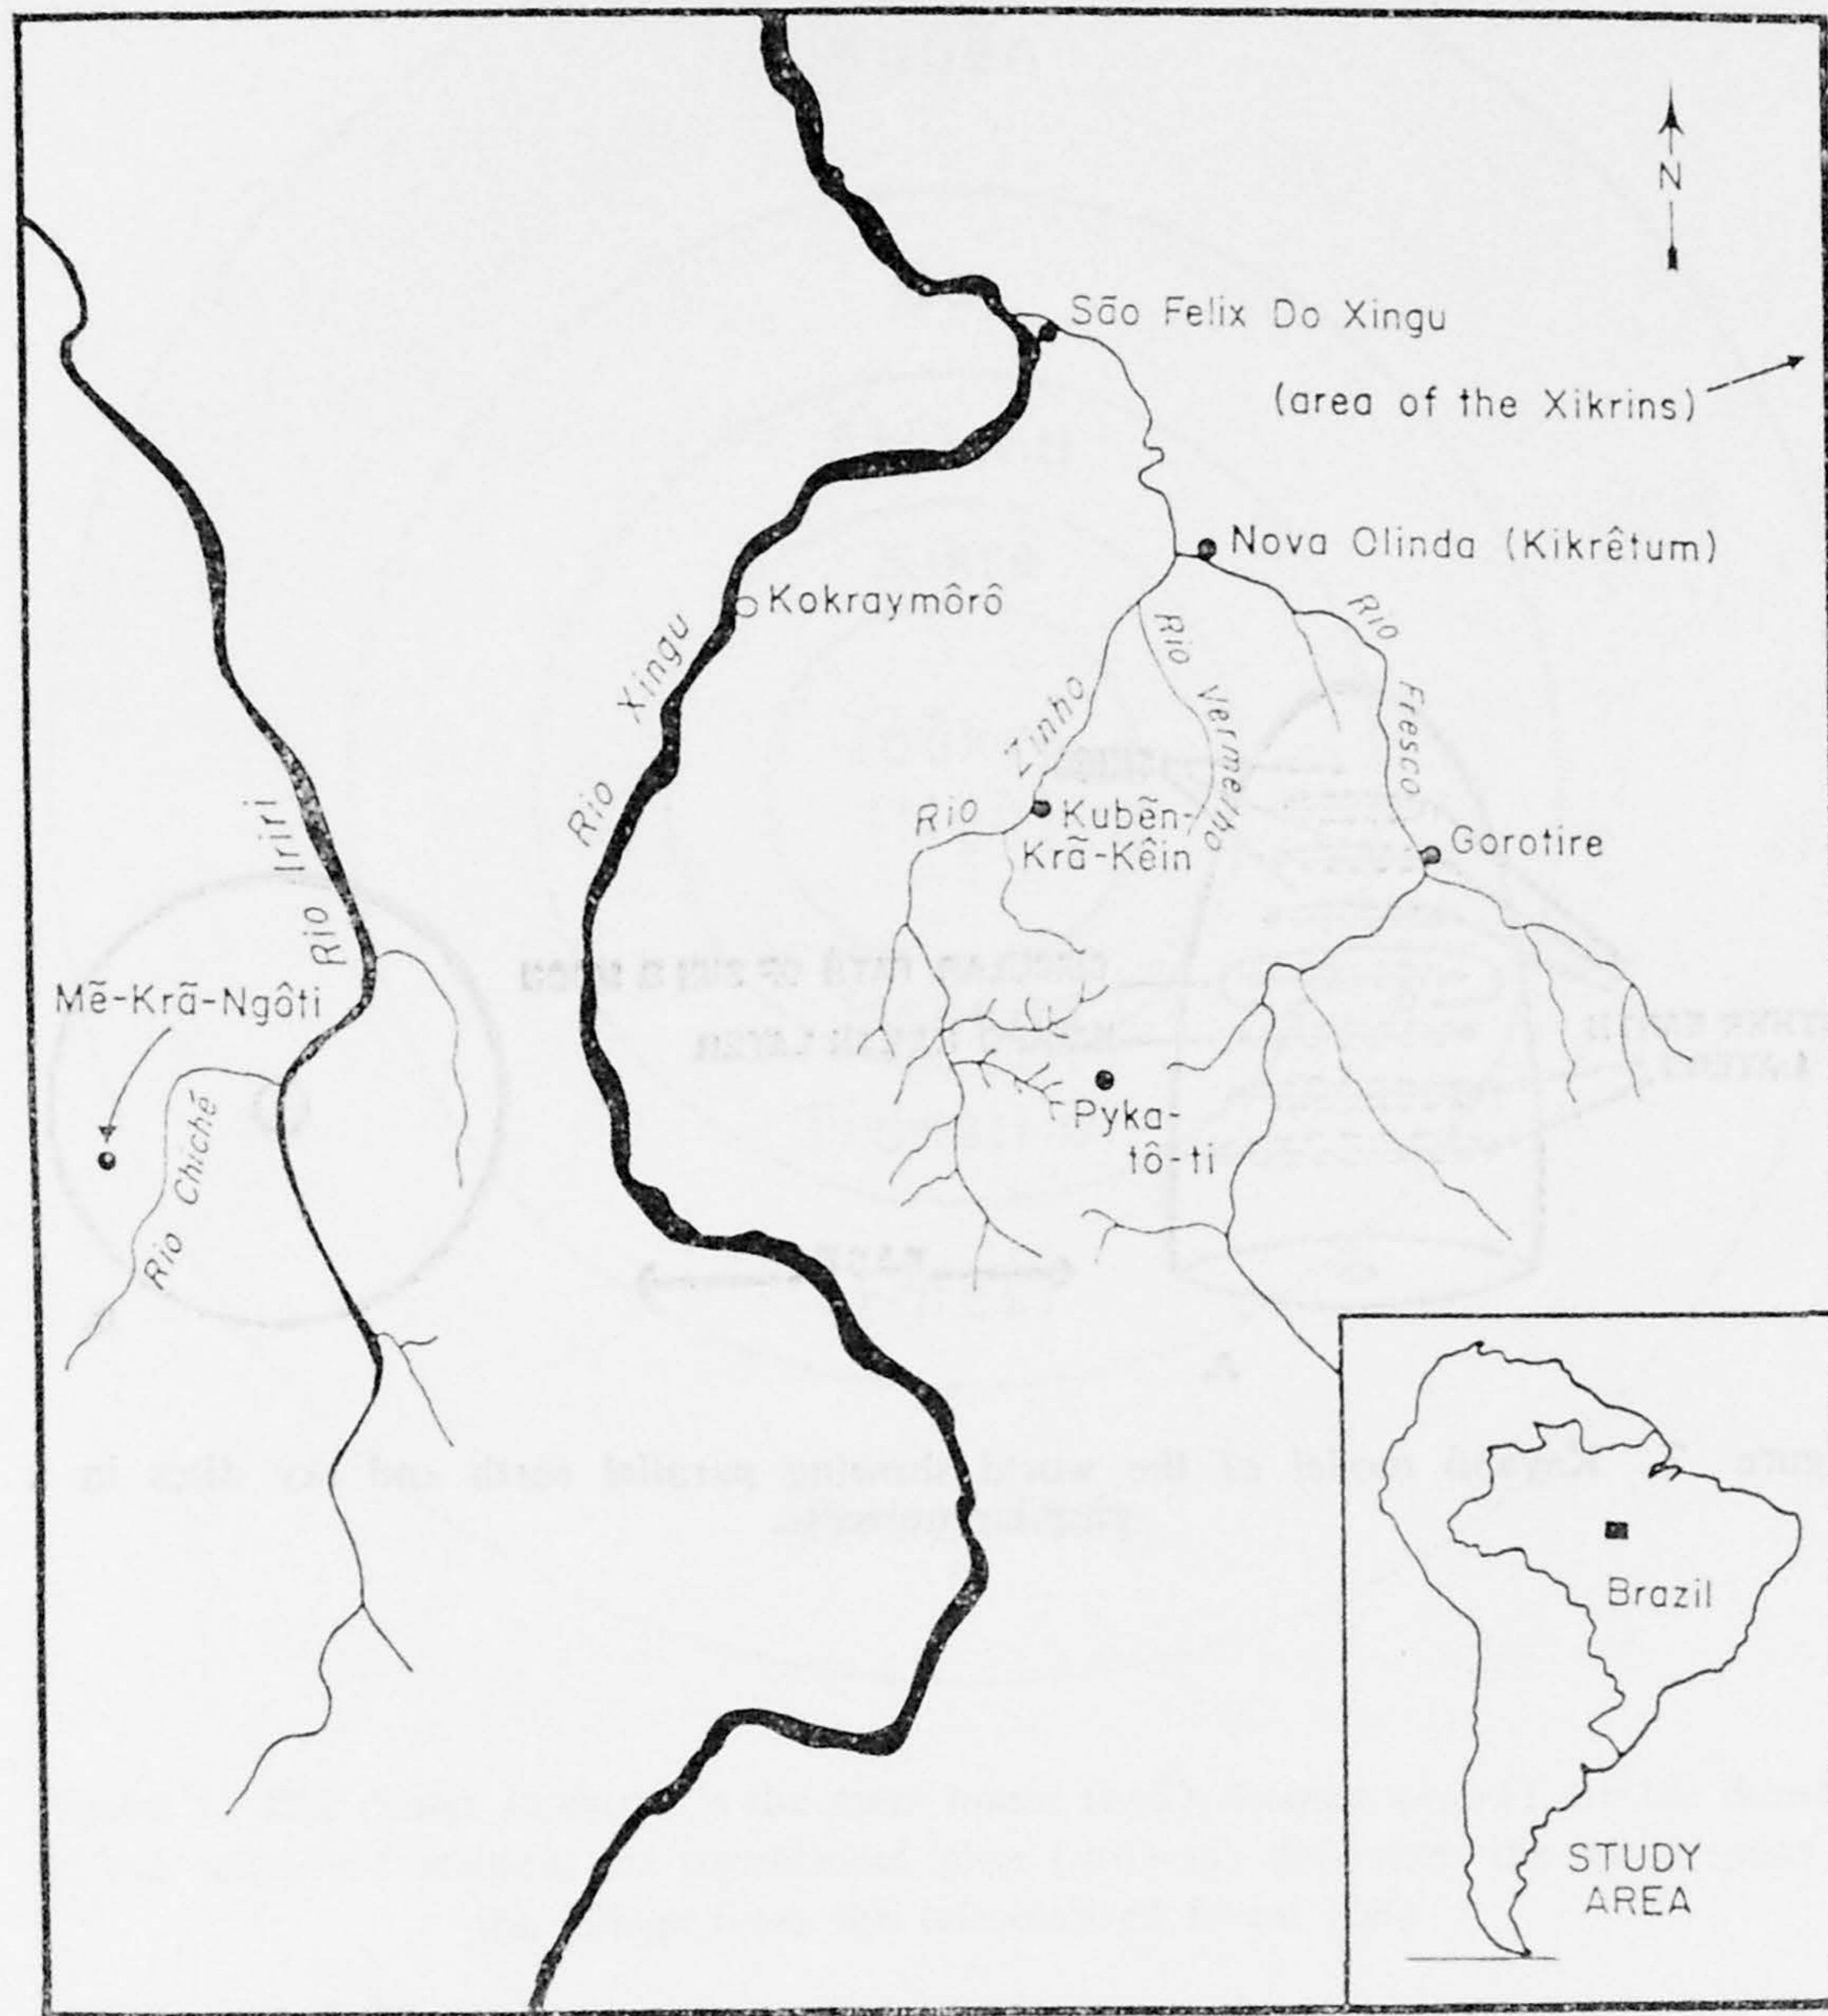 N
São Felix Do Xingu
(area of the Xikrins)
Nova Olinda (Kikrêtum)
Kokraymôrô
Rio Fresco
Rio Vermelho
Rio Xingu
Rio Zinho
Kubẽn-
Krã-Kêin
Gorotire
Rio Iriri
Mẽ-Krã-Ngôti
Rio Chiché
Pyka-
tô-ti
Brazil
STUDY
AREA